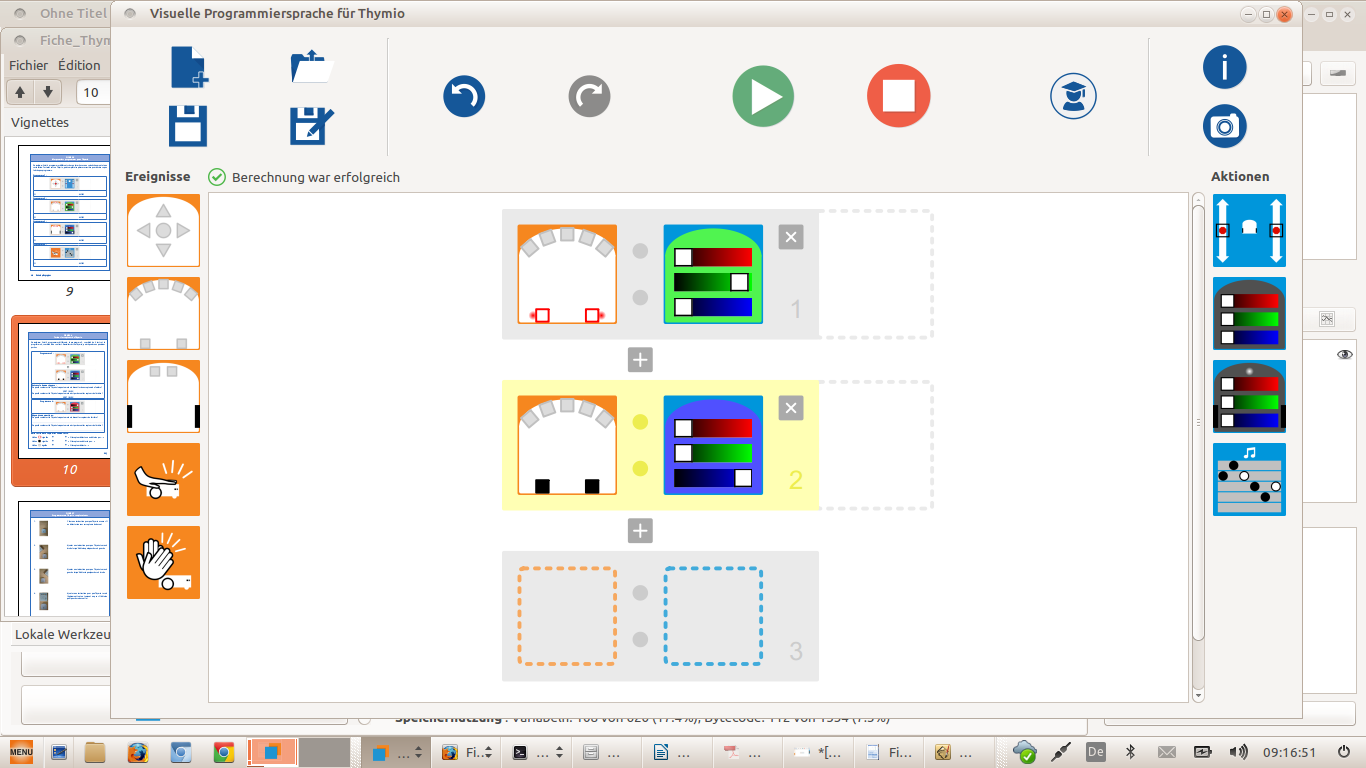 Ohne Titel
Visuelle Programmiersprache für Thymio
Fiche_Thym
Fichier Édition
10
Vignettes
Ereignisse
Berechnung war erfolgreich
Aktionen
1
9
2
10
3
Lokale Werkzeu
Speichernutzung : Variabeln: 108 von 620 (17.4%), Bytecode: 112 von 1534 (7.3%)
MENU
...
Fi...
...
...
...
...
*[...
Fi...
...
De
09:16:51